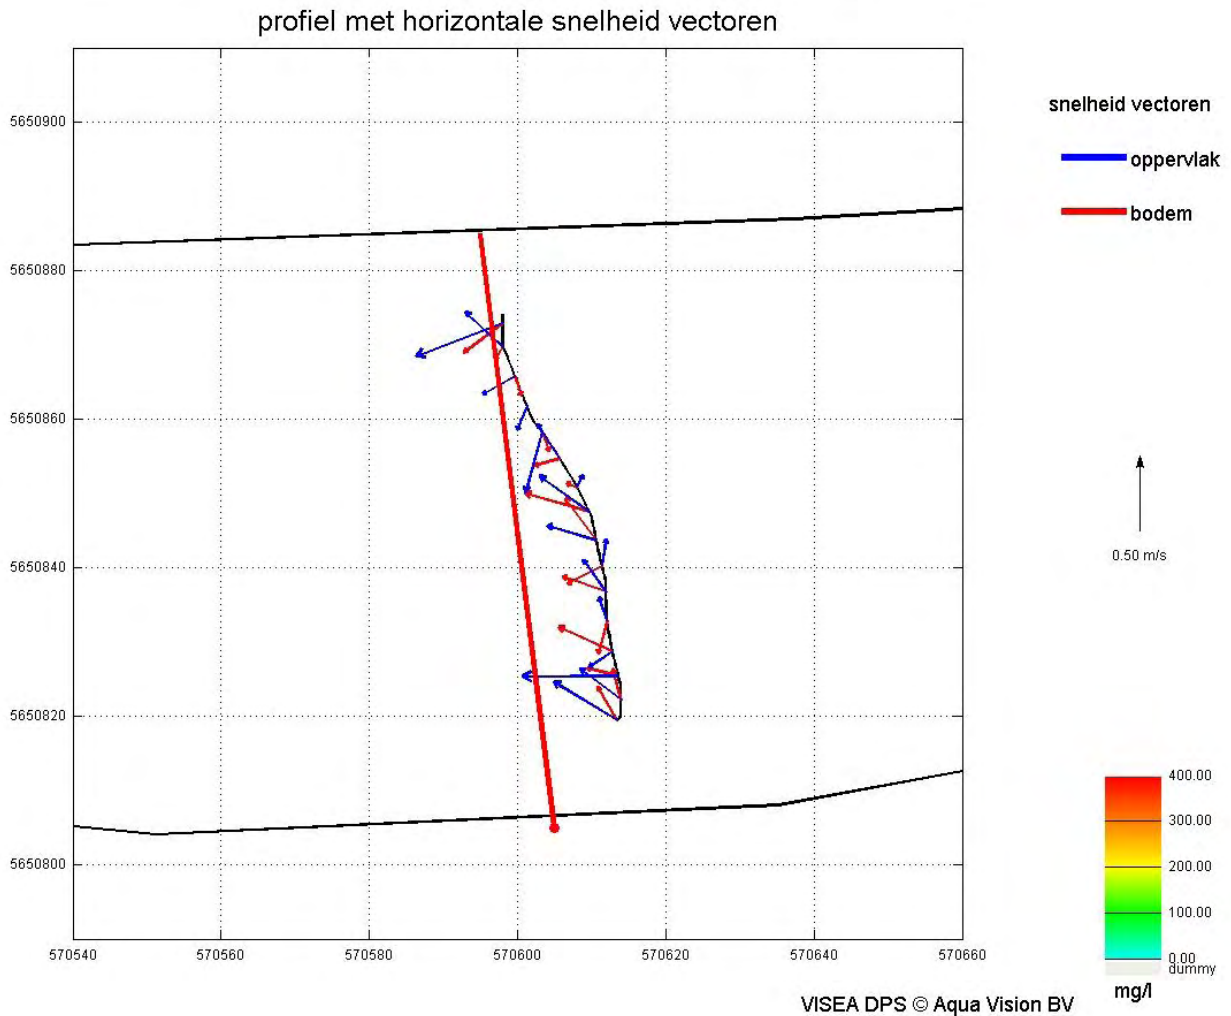 profiel met horizontale snelheid vectoren
snelheid vectoren
oppervlak
bodem
5650900
5650880
5650860
5650840
5650820
5650800
570540
570560
570580
570600
570620
570640
570660
0.50 m/s
400.00
300.00
200.00
100.00
0.00
dummy
mg/l
VISEA DPS © Aqua Vision BV